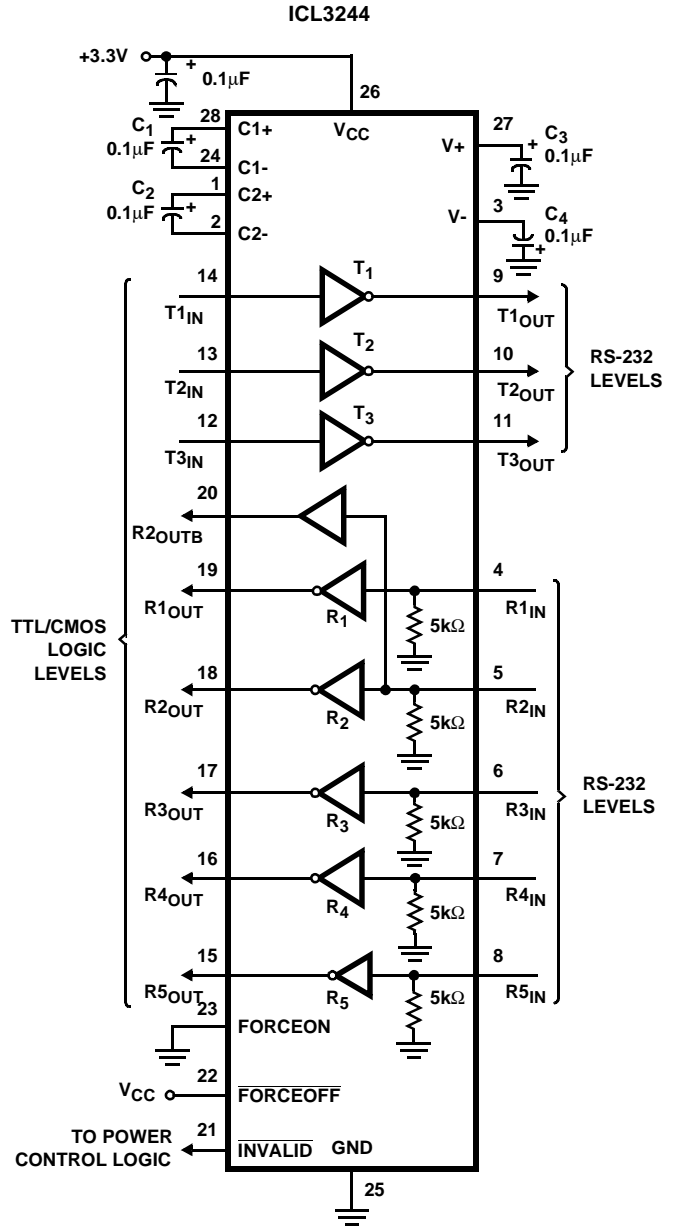 ICL3244
+3.3V
+
0.1μF
26
28
C1+
VCC
27
C1
0.1μF
+
V+
+
C3
0.1μF
24
C1-
1
C2+
C2
0.1μF
+
3
V-
C4
0.1μF
+
2
C2-
14
T1
9
T1IN
T1OUT
13
T2
10
T2IN
T2OUT
RS-232
LEVELS
12
T3
11
T3IN
T3OUT
20
R2OUTB
19
4
R1OUT
R1
5kΩ
R1IN
TTL/CMOS
LOGIC
LEVELS
18
5
R2OUT
R2
5kΩ
R2IN
17
6
R3OUT
R3
5kΩ
R3IN
RS-232
LEVELS
16
7
R4OUT
R4
5kΩ
R4IN
15
8
R5OUT
R5
5kΩ
R5IN
23
FORCEON
22
VCC
FORCEOFF
21
TO POWER
CONTROL LOGIC
INVALID
GND
25